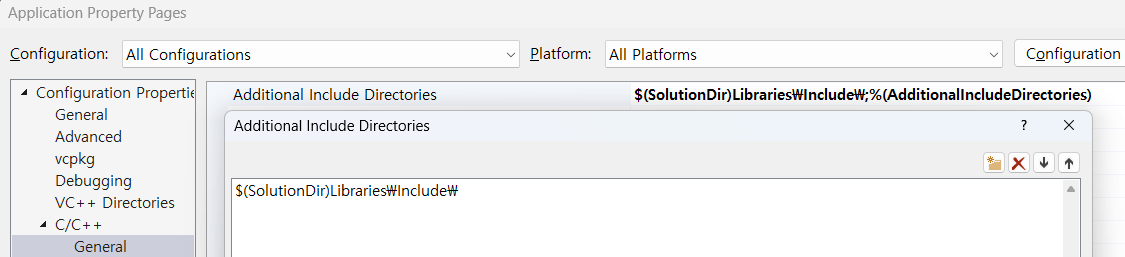 Application Property Pages
Configuration: All Configurations Platform: All Platforms Configuration
Configuration Propertie
General
Advanced
vcpkg
Debugging
VC++ Directories
C/C++
General
Additional Include Directories $(SolutionDir)Libraries₩Include₩;%(AdditionalIncludeDirectories)
Additional Include Directories ? ×
$(SolutionDir)Libraries₩Include₩